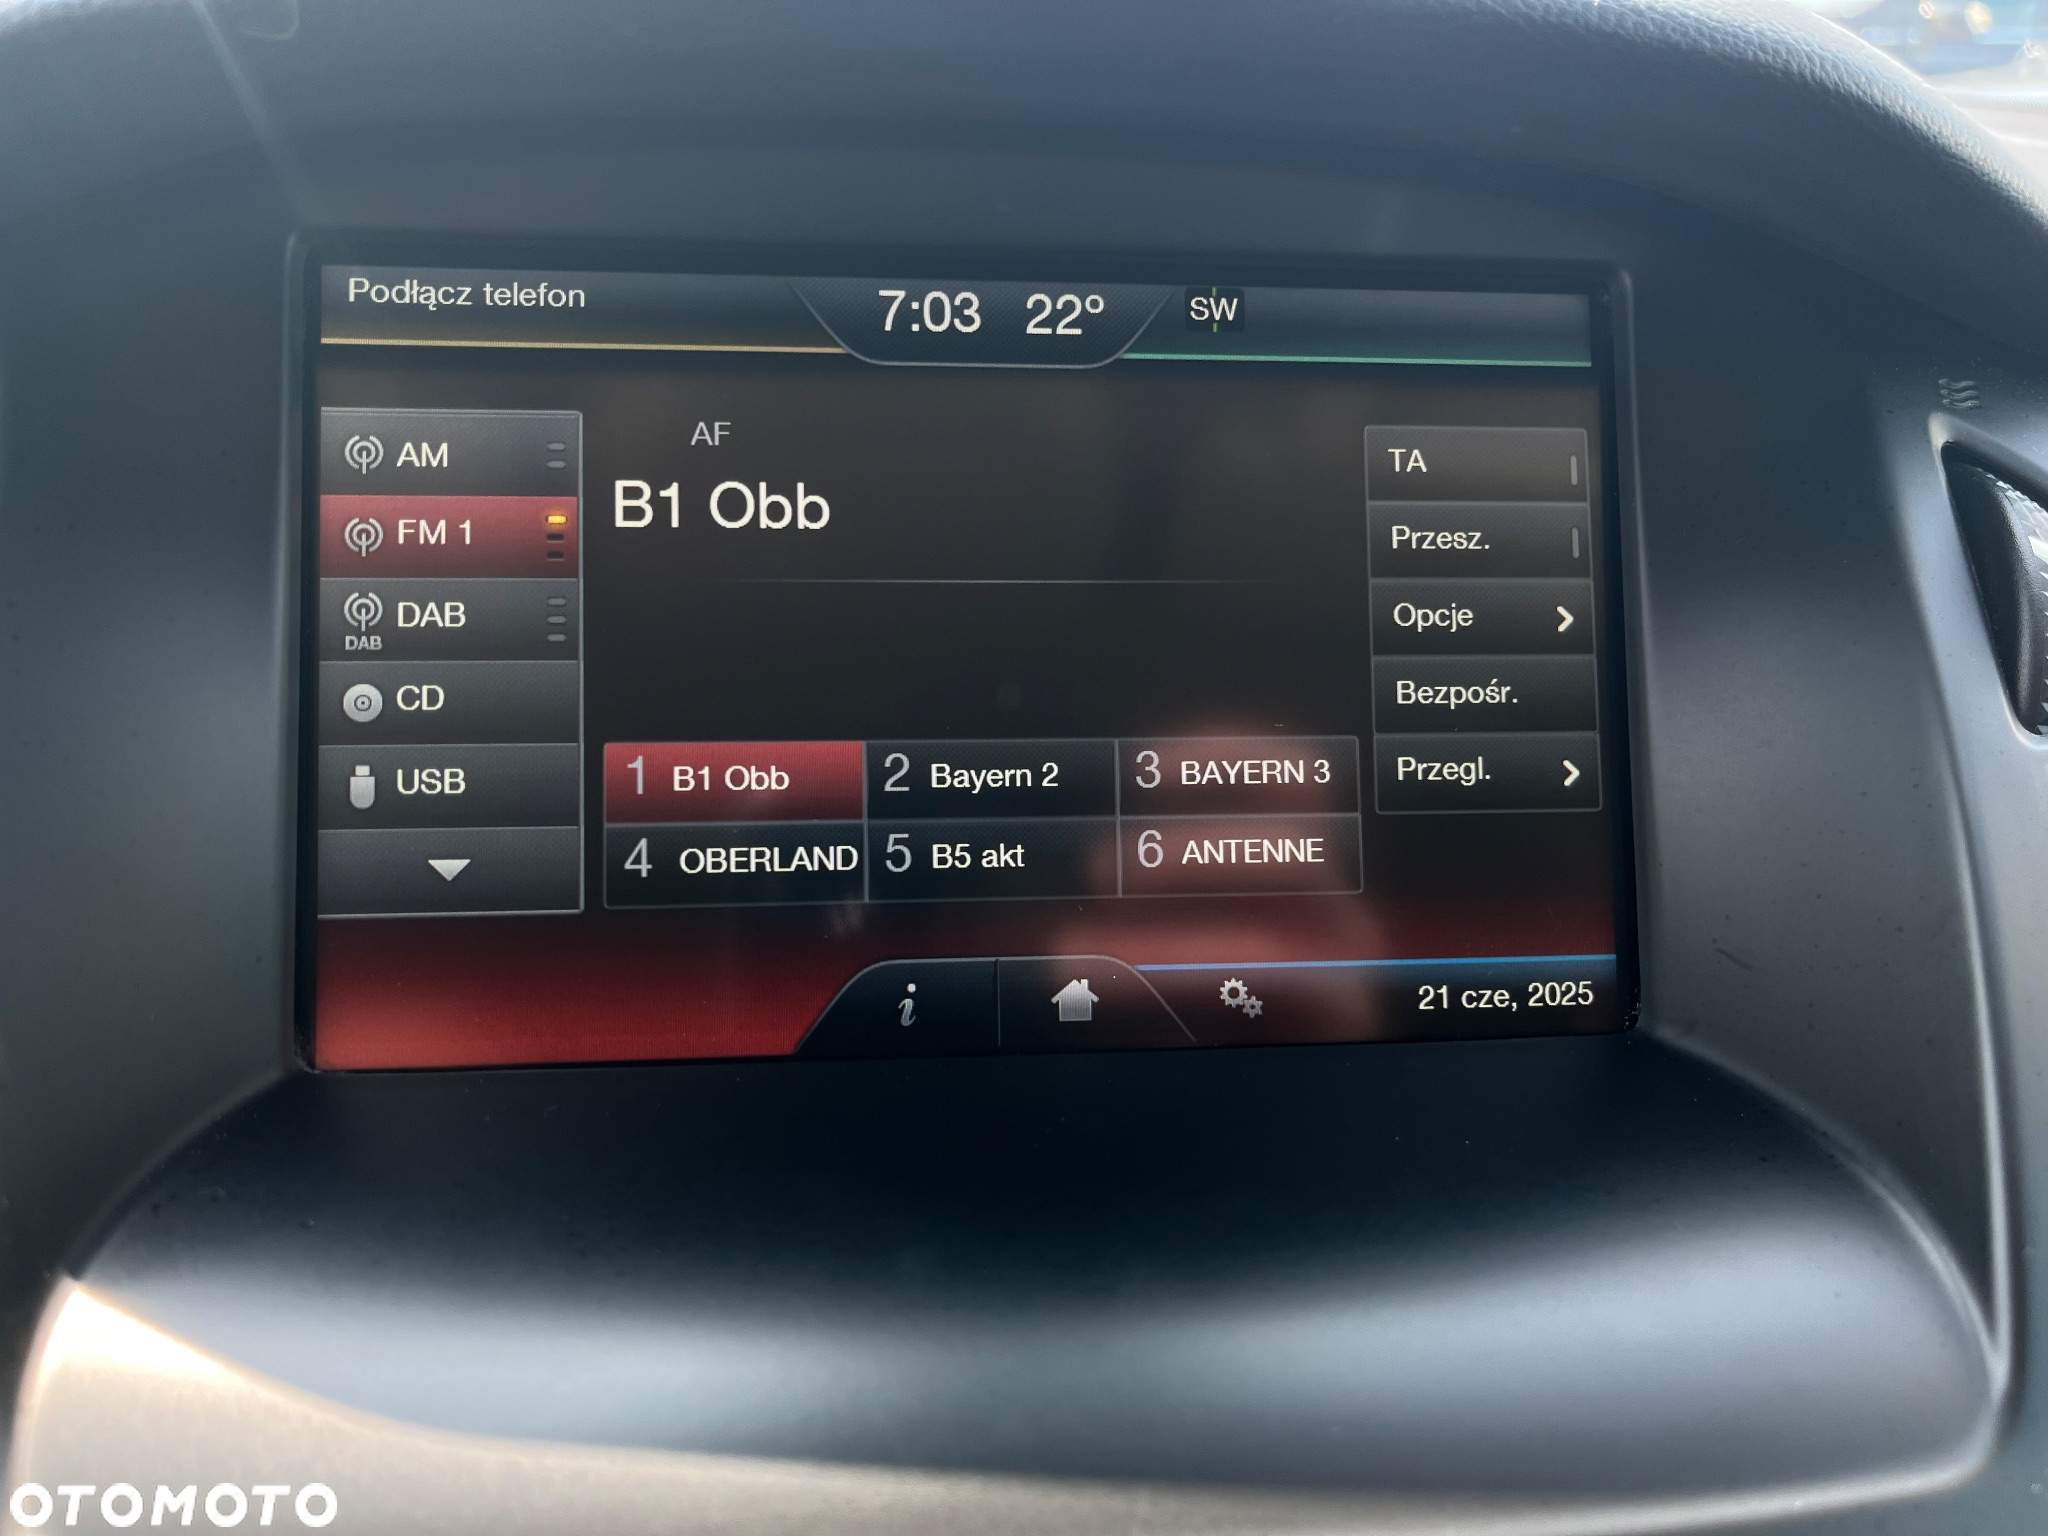 Podłącz telefon
7:03 22° SW
AM
FM 1
DAB
DAB
CD
USB
AF
B1 Obb
1 B1 Obb
2 Bayern 2
3 BAYERN 3
4 OBERLAND
5 B5 akt
6 ANTENNE
TA
Przesz.
Opcje
Bezpośr.
Przegl.
i
21 cze, 2025
OTOMOTO